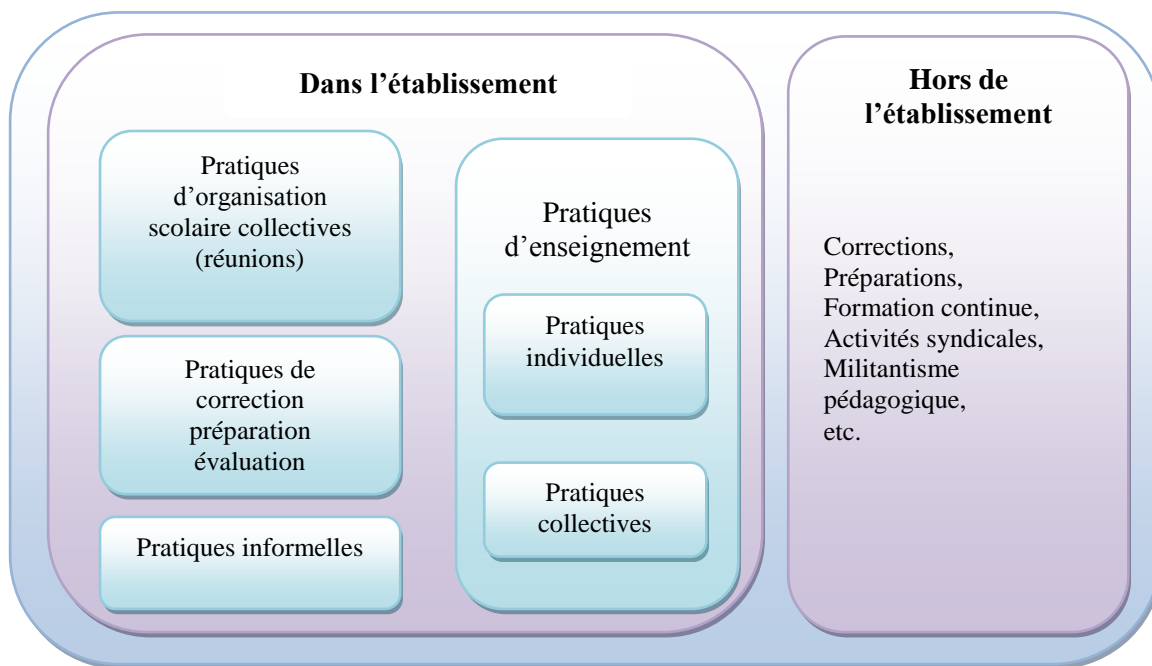 Dans l’établissement
Pratiques
d’organisation
scolaire collectives
(réunions)
Pratiques de
correction
préparation
évaluation
Pratiques informelles
Pratiques
d’enseignement
Pratiques
individuelles
Pratiques
collectives
Hors de
l’établissement
Corrections,
Préparations,
Formation continue,
Activités syndicales,
Militantisme
pédagogique,
etc.